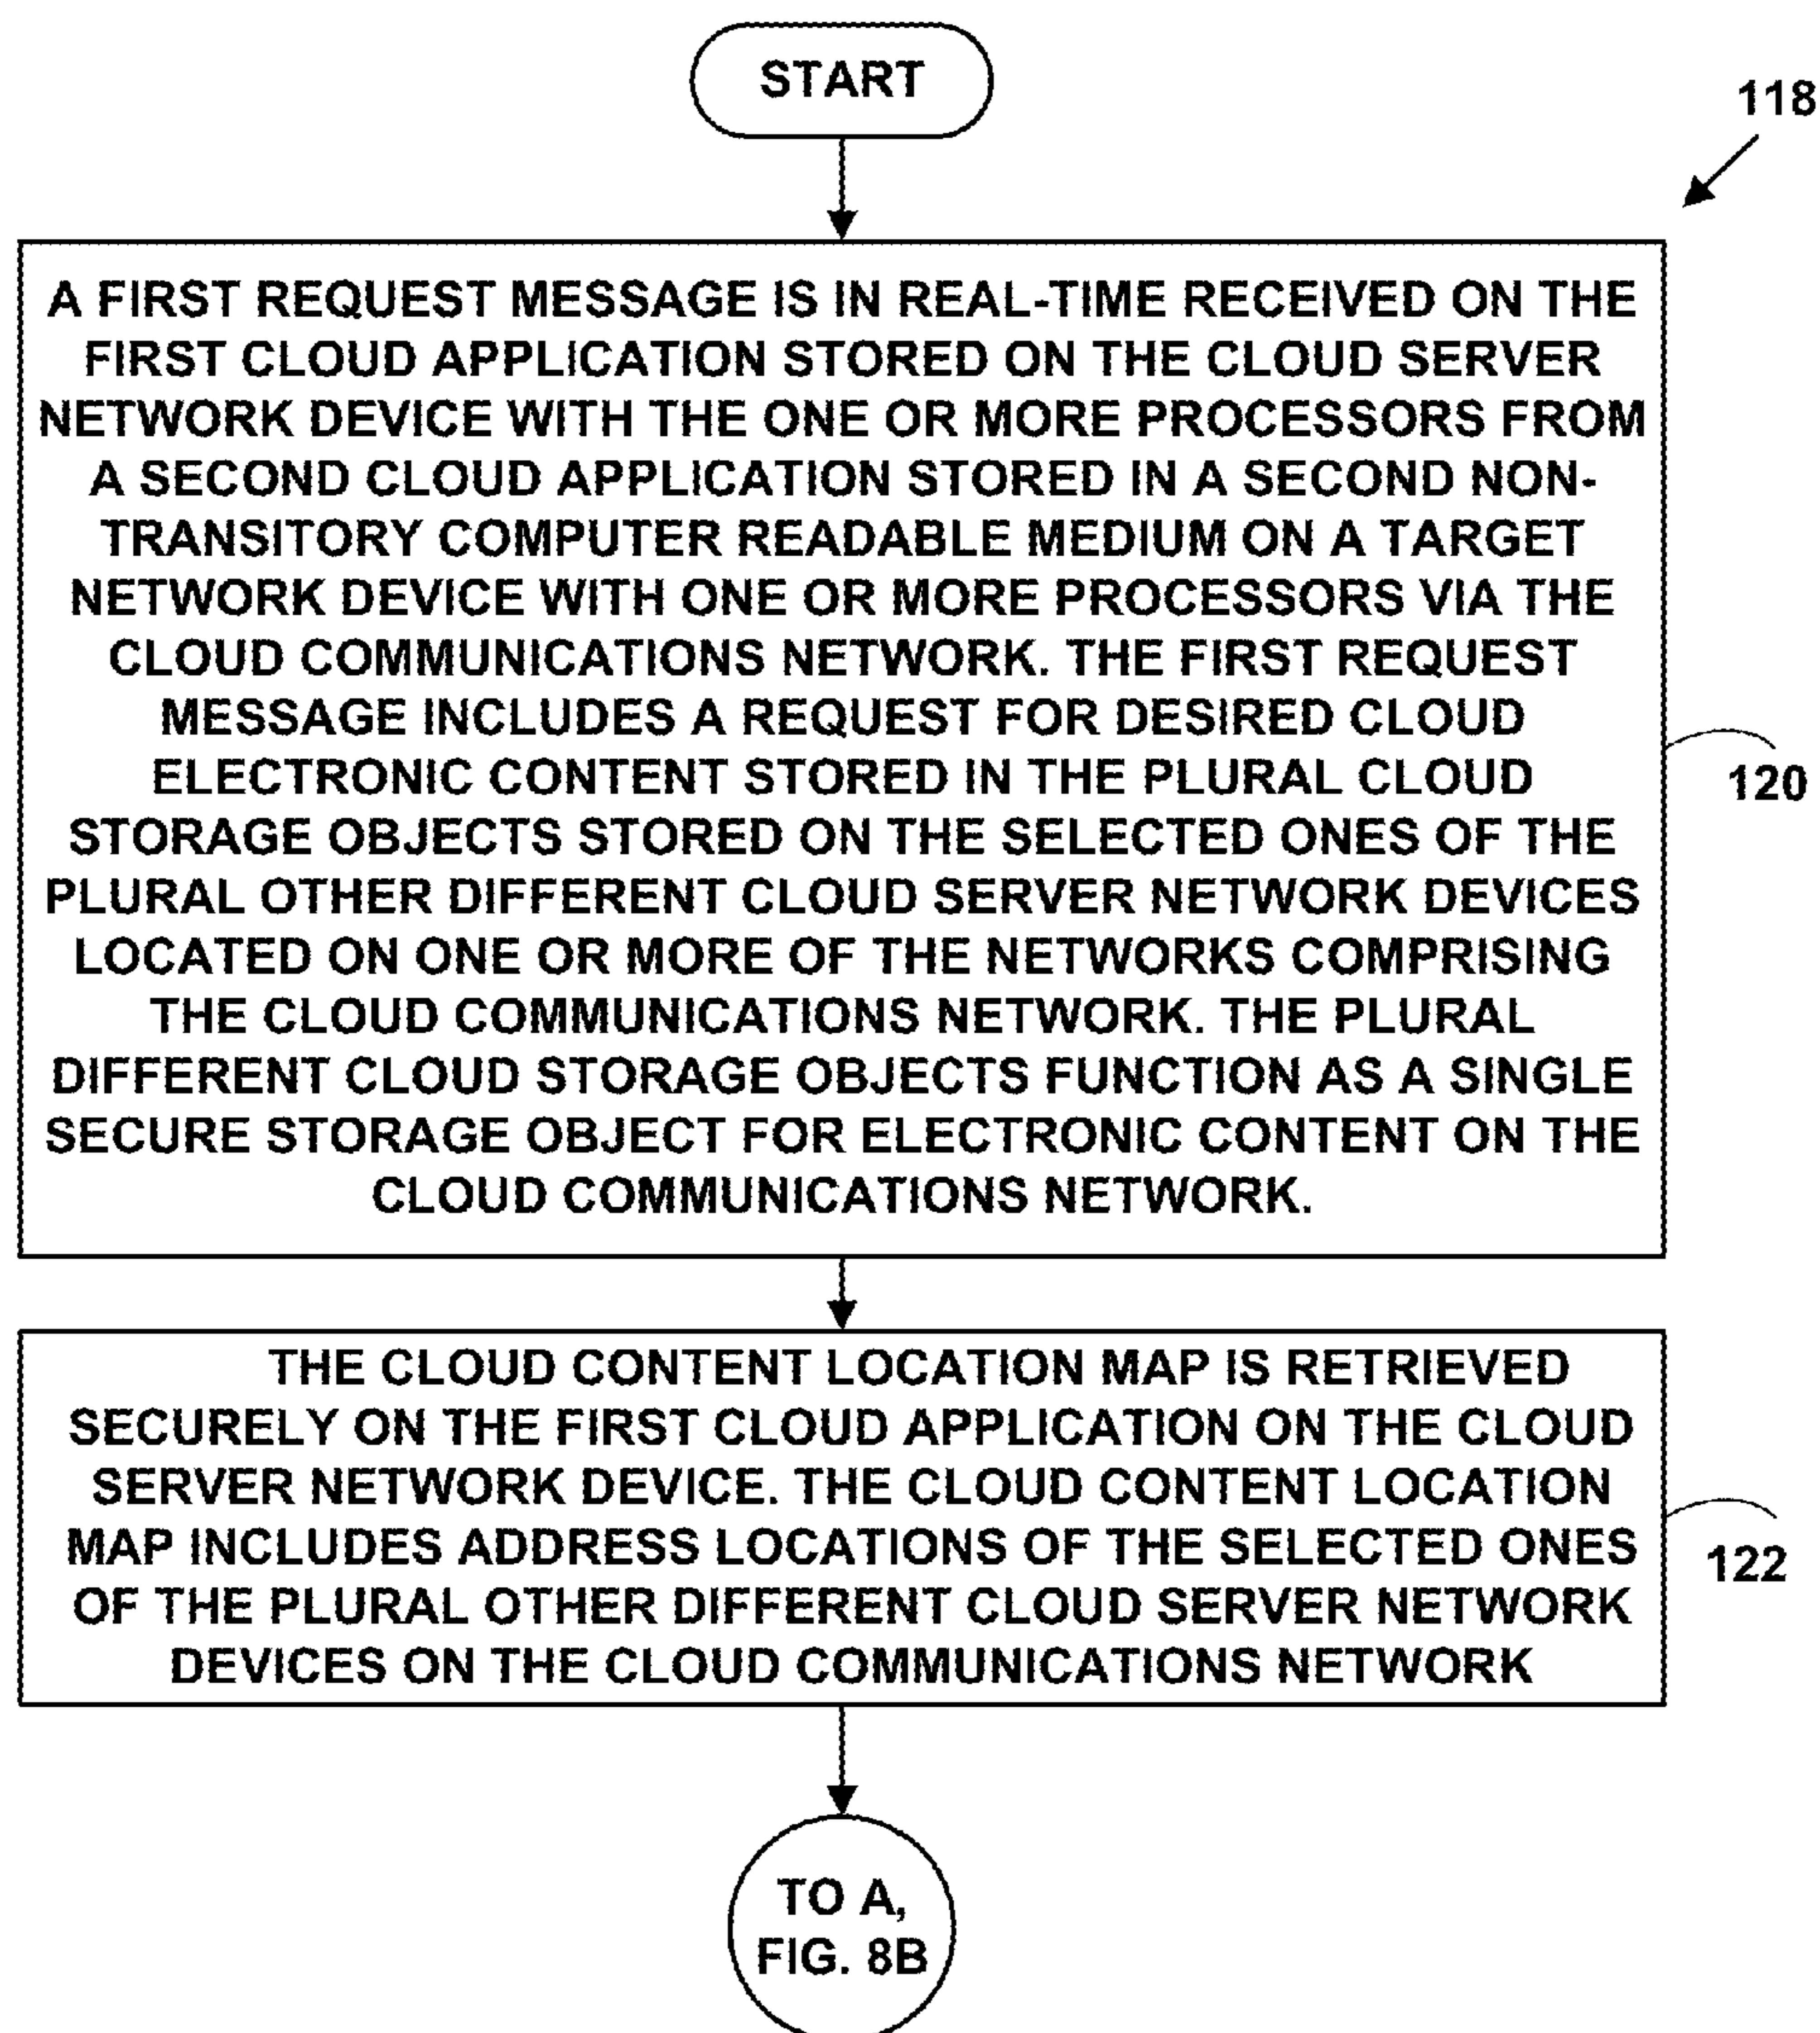 START
118
A FIRST REQUEST MESSAGE IS IN REAL-TIME RECEIVED ON THE
FIRST CLOUD APPLICATION STORED ON THE CLOUD SERVER
NETWORK DEVICE WITH THE ONE OR MORE PROCESSORS FROM
A SECOND CLOUD APPLICATION STORED IN A SECOND NON-
TRANSITORY COMPUTER READABLE MEDIUM ON A TARGET
NETWORK DEVICE WITH ONE OR MORE PROCESSORS VIA THE
CLOUD COMMUNICATIONS NETWORK. THE FIRST REQUEST
MESSAGE INCLUDES A REQUEST FOR DESIRED CLOUD
ELECTRONIC CONTENT STORED IN THE PLURAL CLOUD
STORAGE OBJECTS STORED ON THE SELECTED ONES OF THE
PLURAL OTHER DIFFERENT CLOUD SERVER NETWORK DEVICES
LOCATED ON ONE OR MORE OF THE NETWORKS COMPRISING
THE CLOUD COMMUNICATIONS NETWORK. THE PLURAL
DIFFERENT CLOUD STORAGE OBJECTS FUNCTION AS A SINGLE
SECURE STORAGE OBJECT FOR ELECTRONIC CONTENT ON THE
CLOUD COMMUNICATIONS NETWORK.
120
THE CLOUD CONTENT LOCATION MAP IS RETRIEVED
SECURELY ON THE FIRST CLOUD APPLICATION ON THE CLOUD
SERVER NETWORK DEVICE. THE CLOUD CONTENT LOCATION
MAP INCLUDES ADDRESS LOCATIONS OF THE SELECTED ONES
OF THE PLURAL OTHER DIFFERENT CLOUD SERVER NETWORK
DEVICES ON THE CLOUD COMMUNICATIONS NETWORK
122
TO A,
FIG. 8B